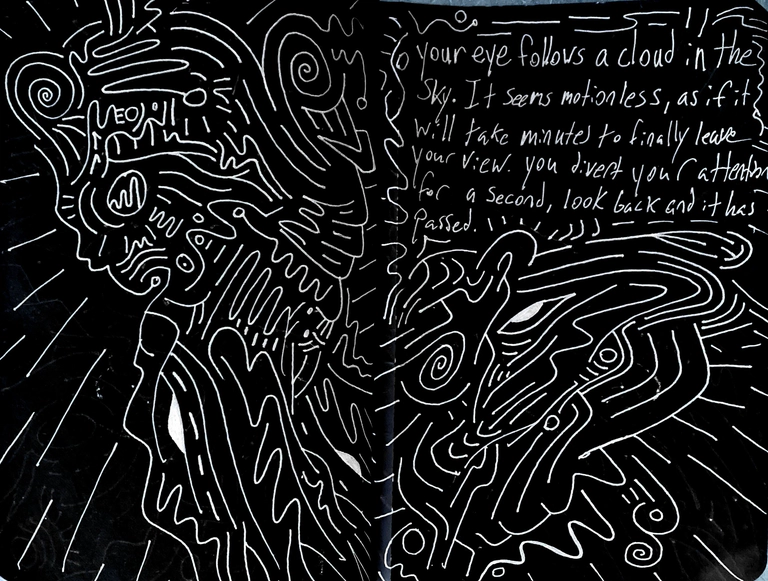 your eye follows a cloud in the
sky. It seems motionless, as if it
will take minutes to finally leave
your view. you divert your attention
for a second, look back and it has
passed.